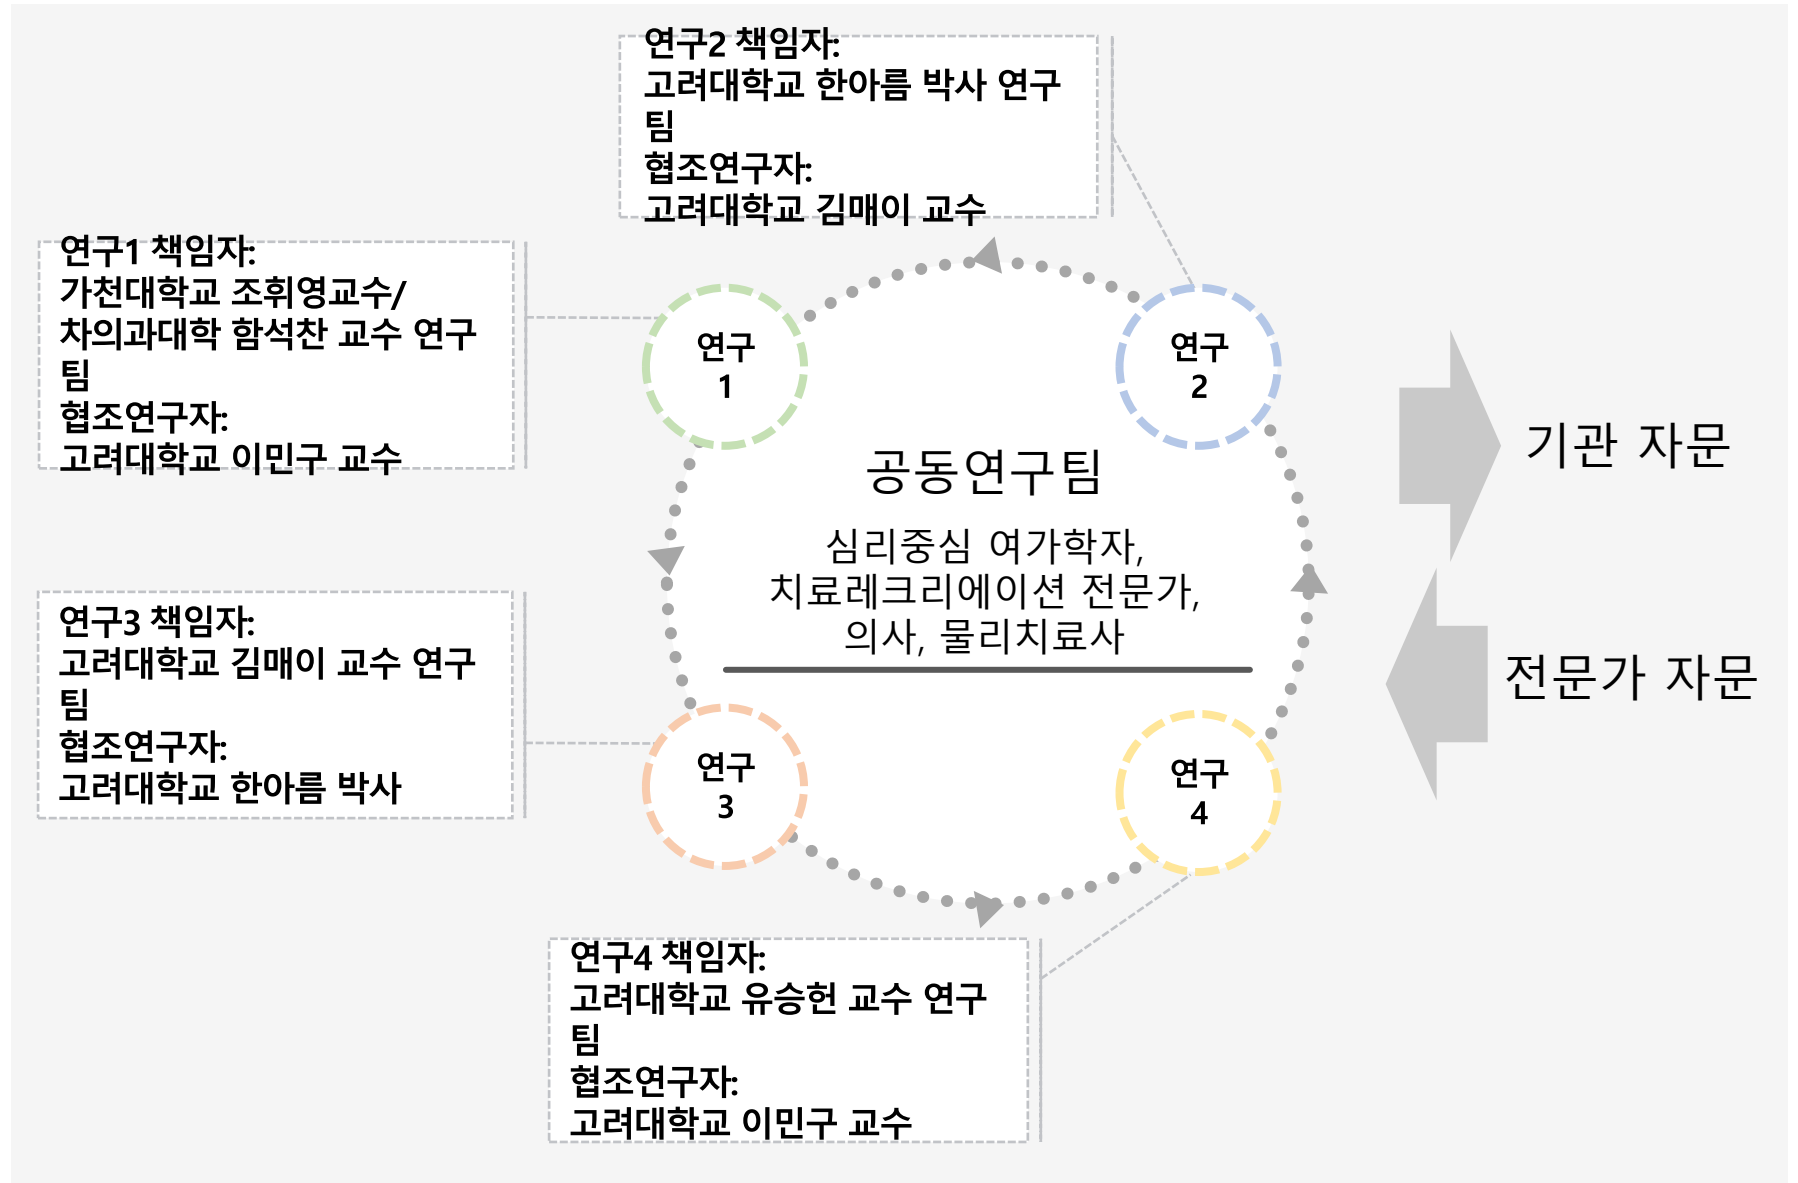 연구2 책임자:
고려대학교 한아름 박사 연구
팀
협조연구자:
고려대학교 김매이 교수
연구1 책임자:
가천대학교 조휘영교수/
차의과대학 함석찬 교수 연구
팀
협조연구자:
고려대학교 이민구 교수
연구
1
연구
2
공동연구팀
심리중심 여가학자,
치료레크리에이션 전문가,
의사, 물리치료사
기관 자문
전문가 자문
연구3 책임자:
고려대학교 김매이 교수 연구
팀
협조연구자:
고려대학교 한아름 박사
연구
3
연구
4
연구4 책임자:
고려대학교 유승헌 교수 연구
팀
협조연구자:
고려대학교 이민구 교수